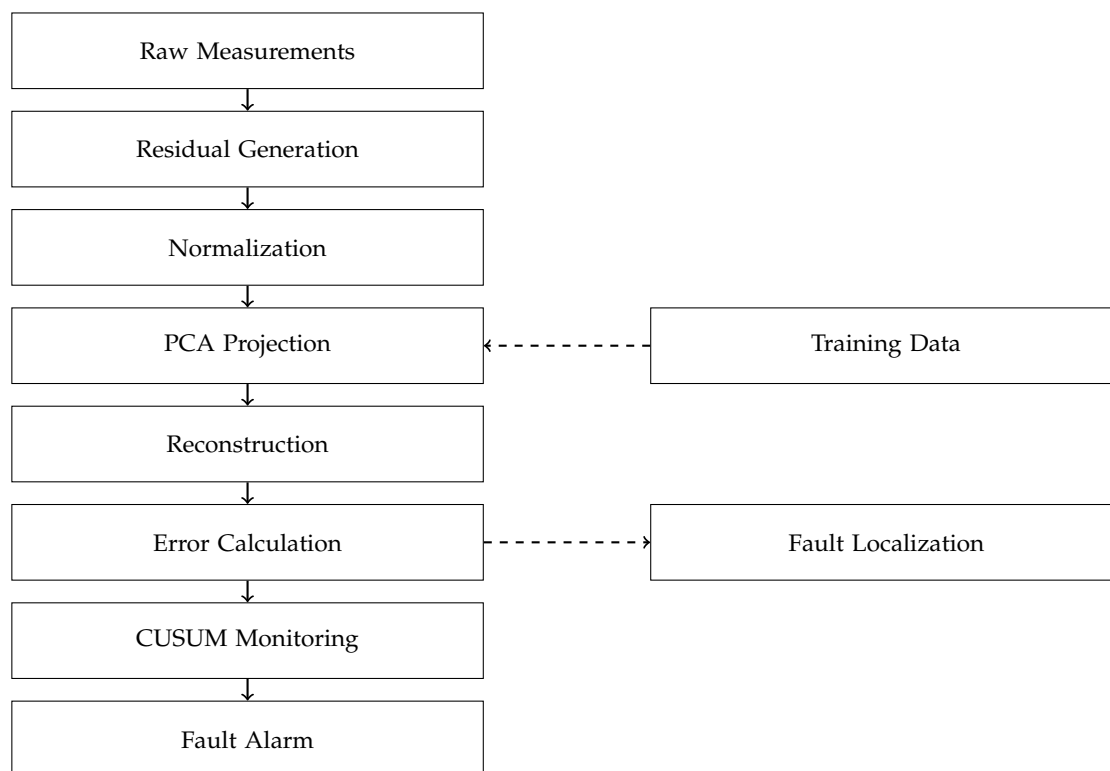 Raw Measurements
Residual Generation
Normalization
PCA Projection
Training Data
Reconstruction
Error Calculation
Fault Localization
CUSUM Monitoring
Fault Alarm